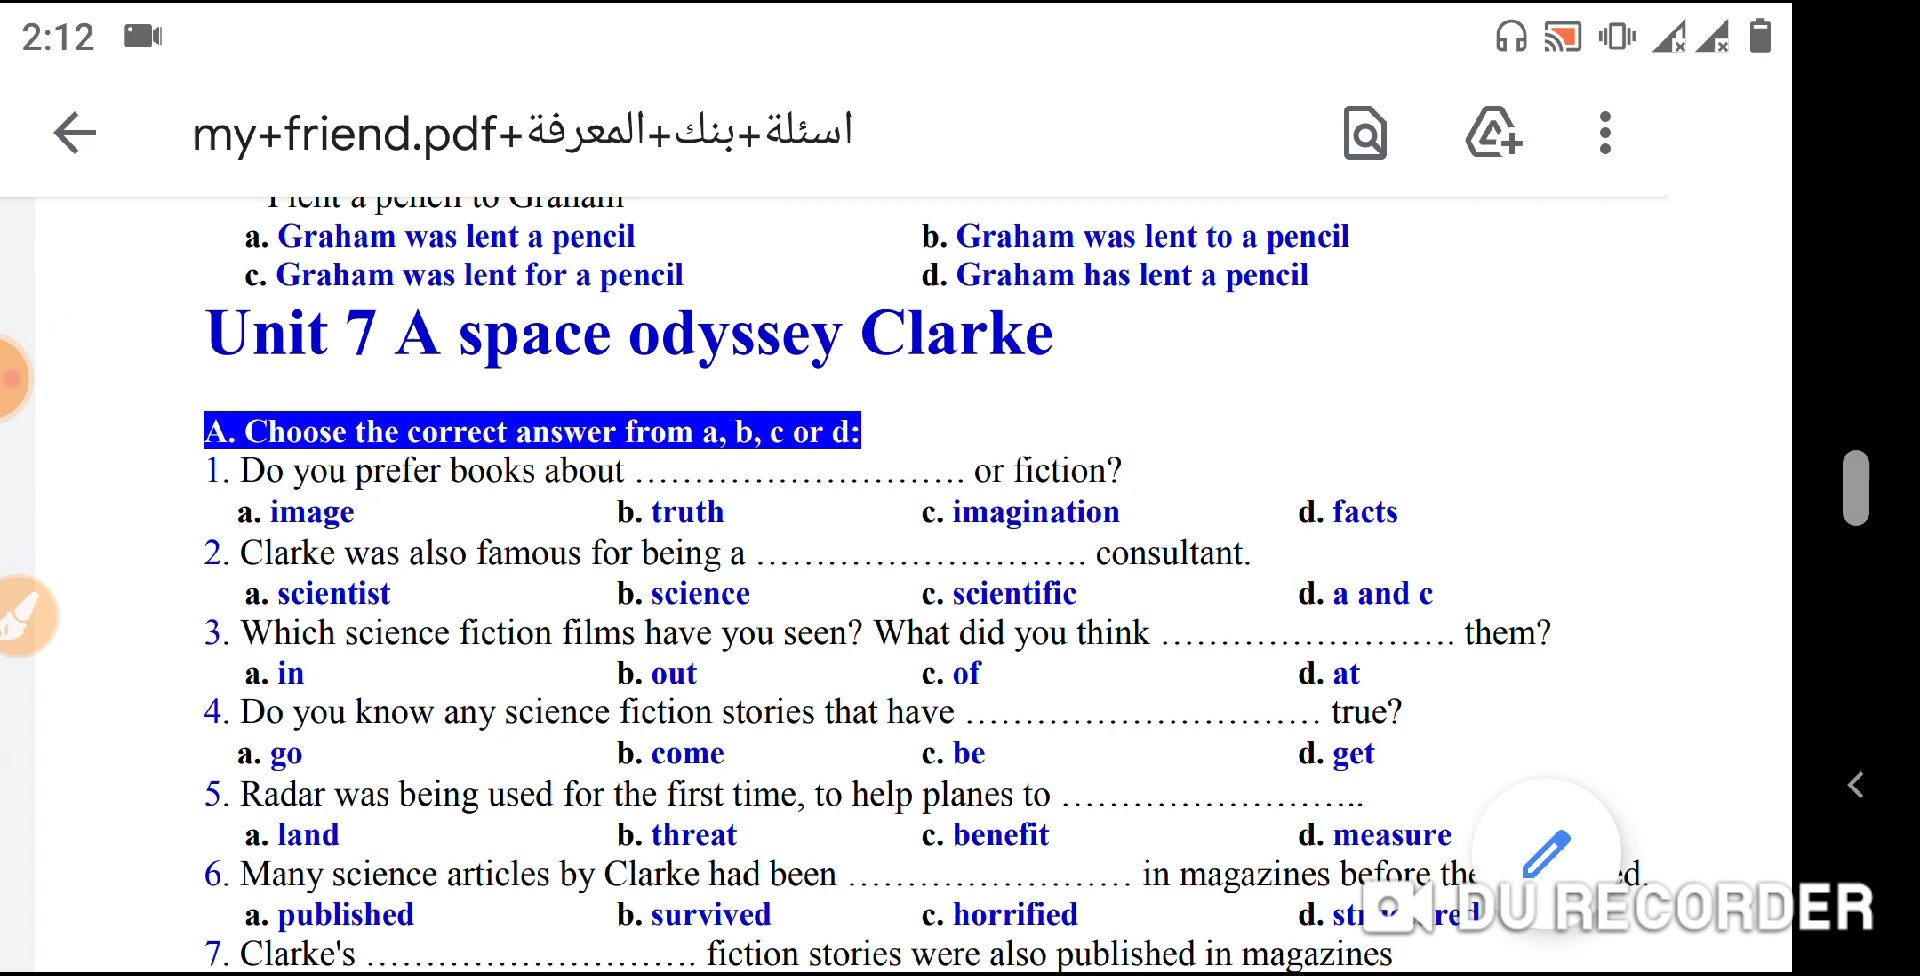 2:12
my+friend.pdf+اسئلة+بنك+المعرفة
I lent a pencil to Graham
a. Graham was lent a pencil b. Graham was lent to a pencil
c. Graham was lent for a pencil d. Graham has lent a pencil
Unit 7 A space odyssey Clarke
A. Choose the correct answer from a, b, c or d:
1. Do you prefer books about ............................ or fiction?
a. image b. truth c. imagination d. facts
2. Clarke was also famous for being a ............................ consultant.
a. scientist b. science c. scientific d. a and c
3. Which science fiction films have you seen? What did you think ......................... them?
a. in b. out c. of d. at
4. Do you know any science fiction stories that have .............................. true?
a. go b. come c. be d. get
5. Radar was being used for the first time, to help planes to ..........................
a. land b. threat c. benefit d. measure
6. Many science articles by Clarke had been ........................ in magazines before the
a. published b. survived c. horrified d.
7. Clarke's ............................ fiction stories were also published in magazines
DU RECORDER